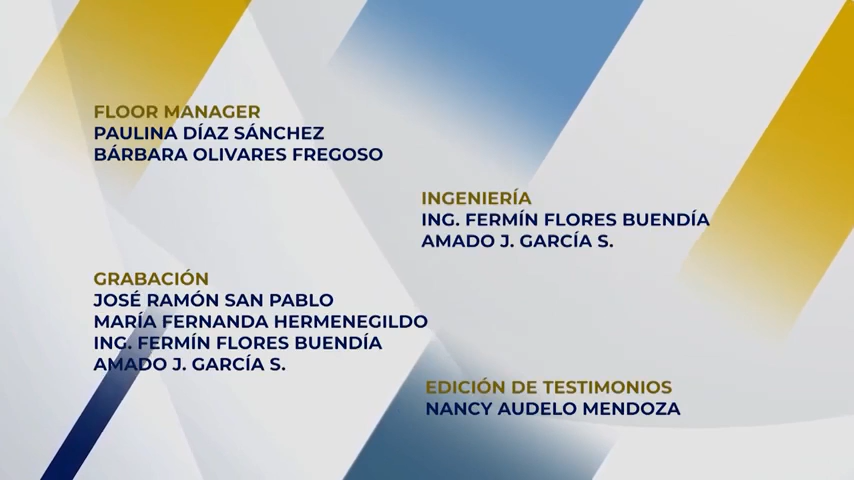 FLOOR MANAGER
PAULINA DÍAZ SÁNCHEZ
BÁRBARA OLIVARES FREGOSO
INGENIERÍA
ING. FERMÍN FLORES BUENDÍA
AMADO J. GARCÍA S.
GRABACIÓN
JOSÉ RAMÓN SAN PABLO
MARÍA FERNANDA HERMENEGILDO
ING. FERMÍN FLORES BUENDÍA
AMADO J. GARCÍA S.
EDICIÓN DE TESTIMONIOS
NANCY AUDELO MENDOZA